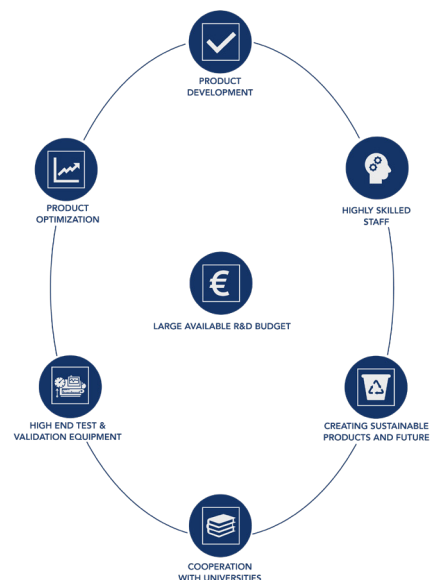 PRODUCT
DEVELOPMENT
PRODUCT
OPTIMIZATION
HIGHLY SKILLED
STAFF
€
LARGE AVAILABLE R&D BUDGET
HIGH END TEST &
VALIDATION EQUIPMENT
CREATING SUSTAINABLE
PRODUCTS AND FUTURE
COOPERATION
WITH UNIVERSITIES